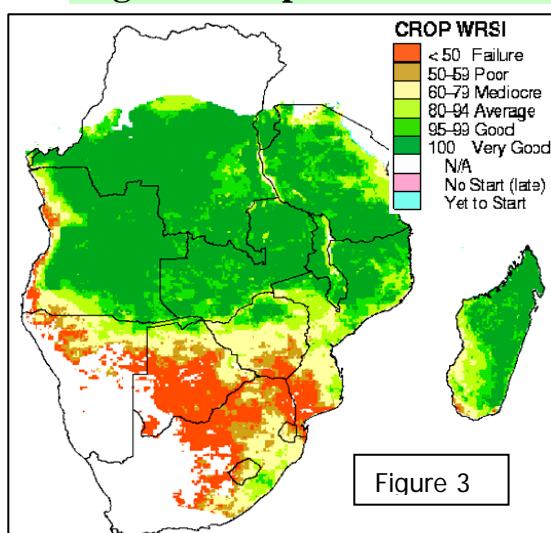 CROP WRSI
< 50 Failure
50-59 Poor
60-79 Mediocre
80-94 Average
95-99 Good
100 Very Good
N/A
No Start (late)
Yet to Start
Figure 3